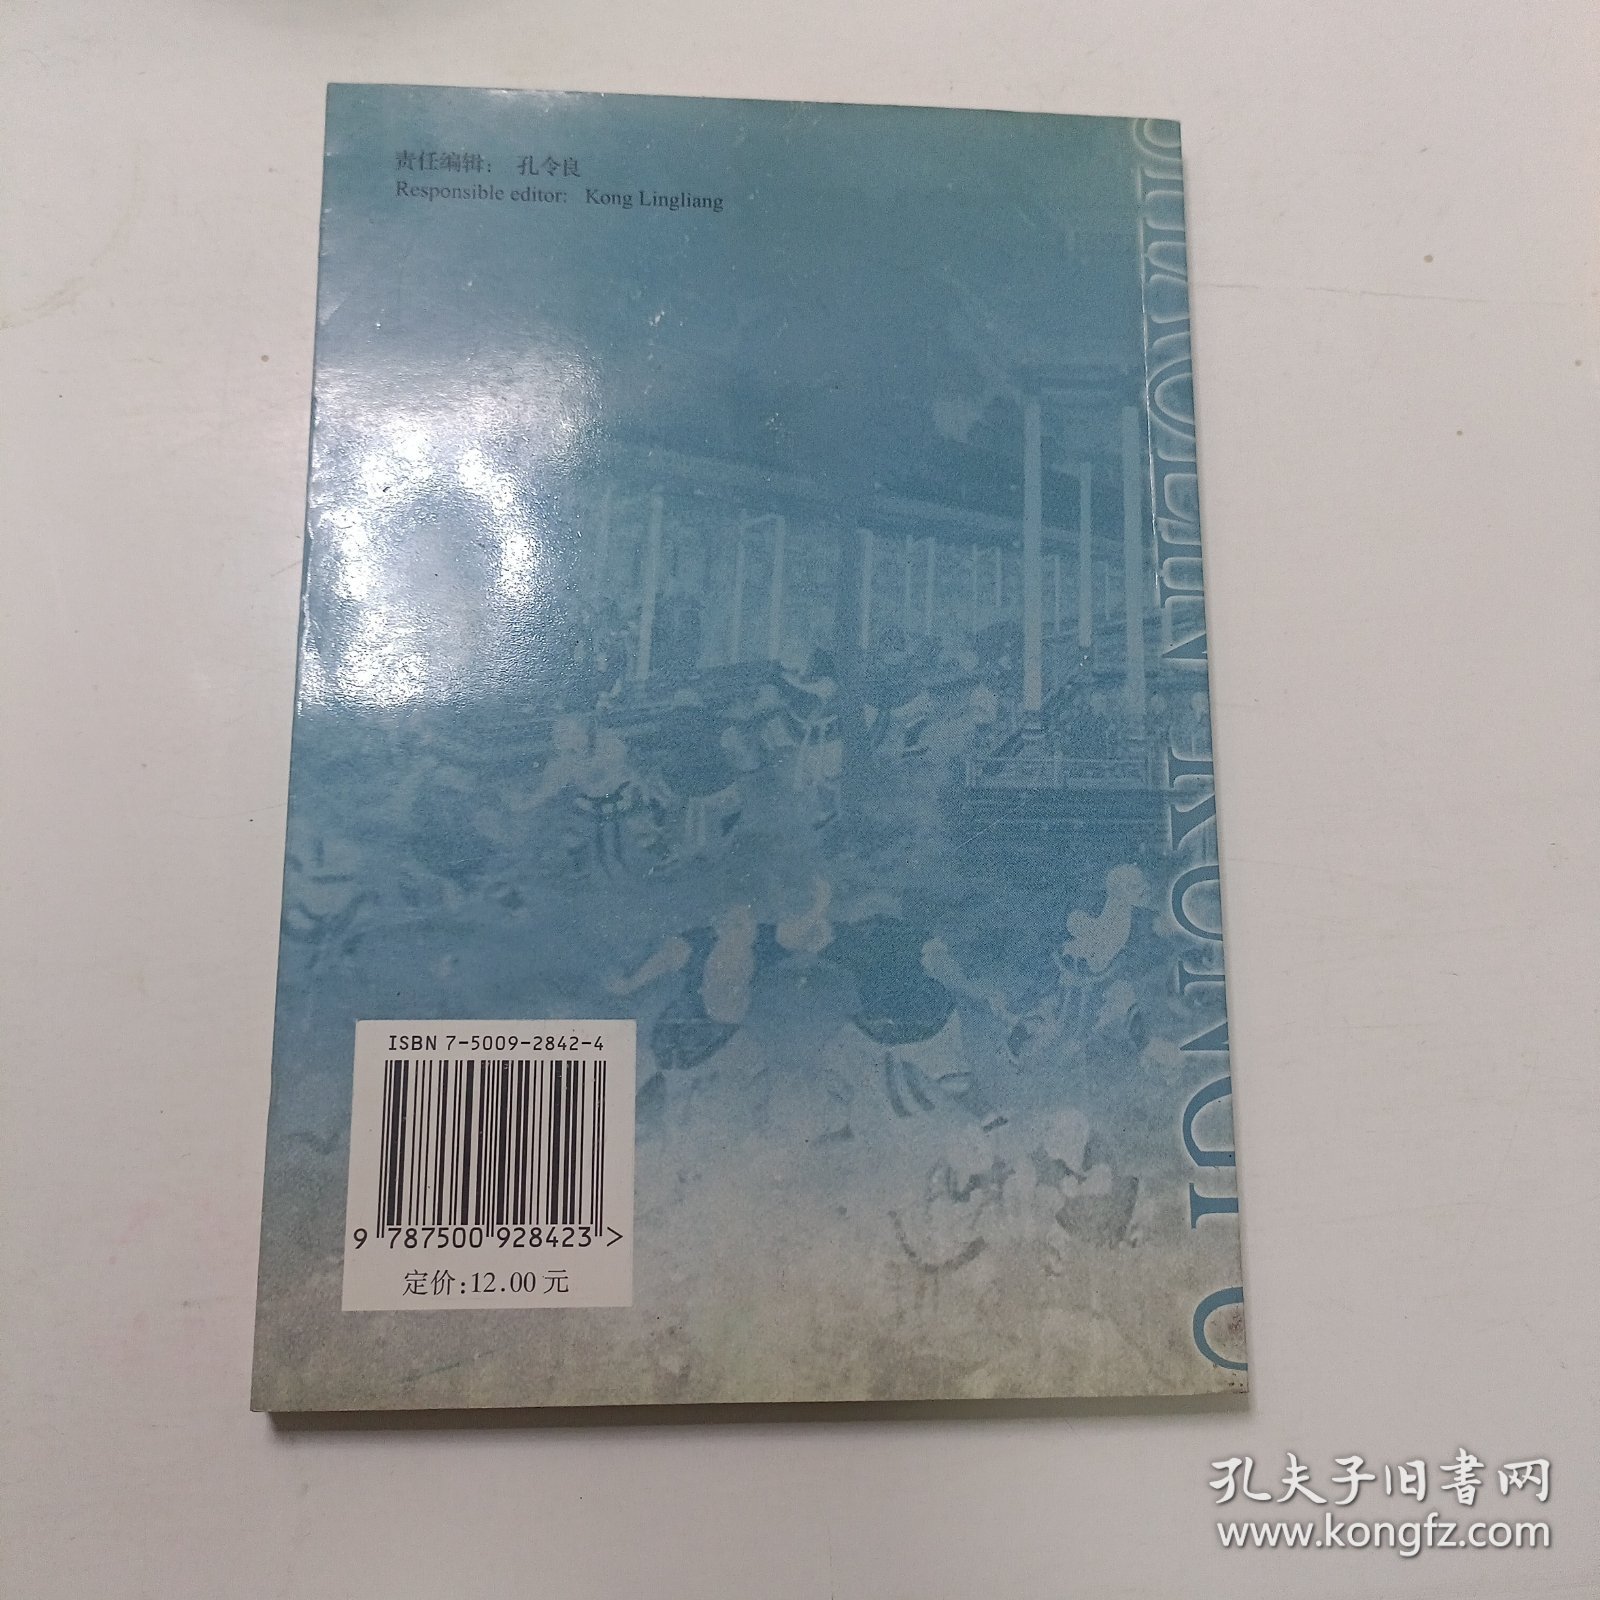 责任编辑： 孔令良
Responsible editor: Kong Lingliang
ISBN 7-5009-2842-4
9 787500 928423 >
定价:12.00元
孔夫子旧书网
www.kongfz.com